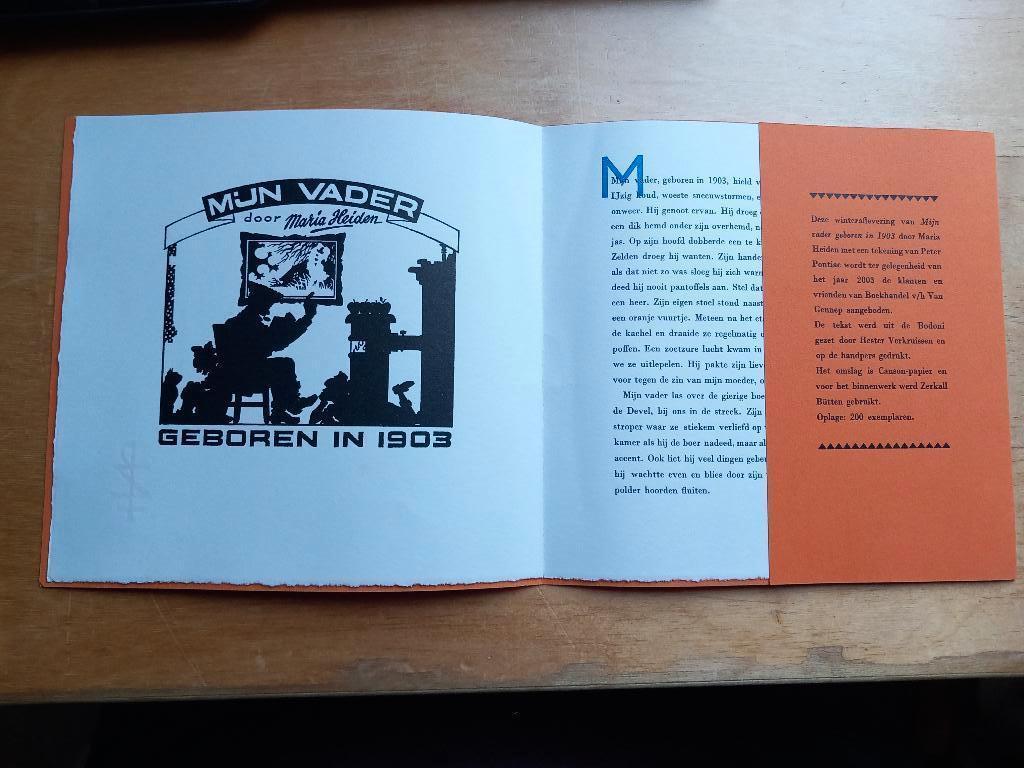 MIJN VADER
door Maria Heiden
GEBOREN IN 1903
Mijn vader, geboren in 1903, hield v
IJzig koud, woeste sneeuwstormen, e
onweer. Hij genoot ervan. Hij droeg
een dik hemd onder zijn overhemd, n
jas. Op zijn hoofd dobberde een te k
Zelden droeg hij wanten. Zijn hande
als dat niet zo was sloeg hij zich warm
deed hij nooit pantoffels aan. Stel dat
een heer. Zijn eigen stoel stond naast
een oranje vuurtje. Meteen na het et
de kachel en draaide ze regelmatig o
poffen. Een zoetzure lucht kwam in
we ze uitlepelen. Hij pakte zijn liev
voor tegen de zin van mijn moeder, o
Mijn vader las over de gierige boe
de Devel, bij ons in de streek. Zijn
stroper waar ze stiekem verliefd op
kamer als hij de boer nadeed, maar al
accent. Ook liet hij veel dingen gebe
hij wachtte even en blies door zijn
polder hoorden fluiten.
Deze winteraflevering van Mijn
vader geboren in 1903 door Maria
Heiden met een tekening van Peter
Pontiac wordt ter gelegenheid van
het jaar 2003 de klanten en
vrienden van Boekhandel v/h Van
Gennep aangeboden.
De tekst werd uit de Bodoni
gezet door Hester Verkruissen en
op de handpers gedrukt.
Het omslag is Canson-papier en
voor het binnenwerk werd Zerkall
Bütten gebruikt.
Oplage: 200 exemplaren.